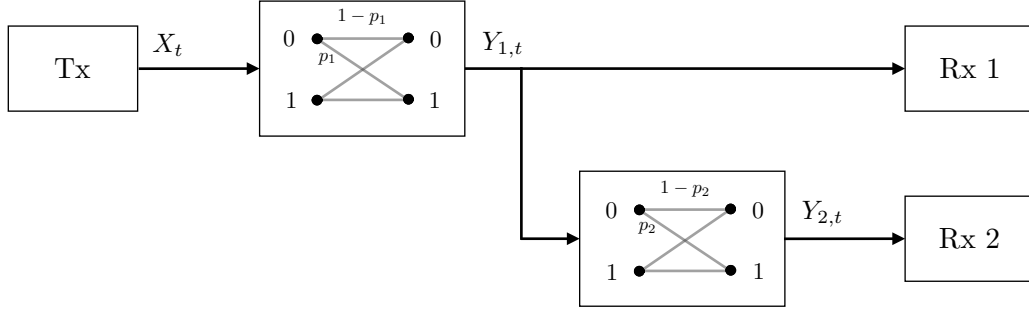 Tx
X_t
1 − p_1
0 0
p_1
1 1
Y_{1,t}
Rx 1
1 − p_2
0 0
p_2
1 1
Y_{2,t}
Rx 2